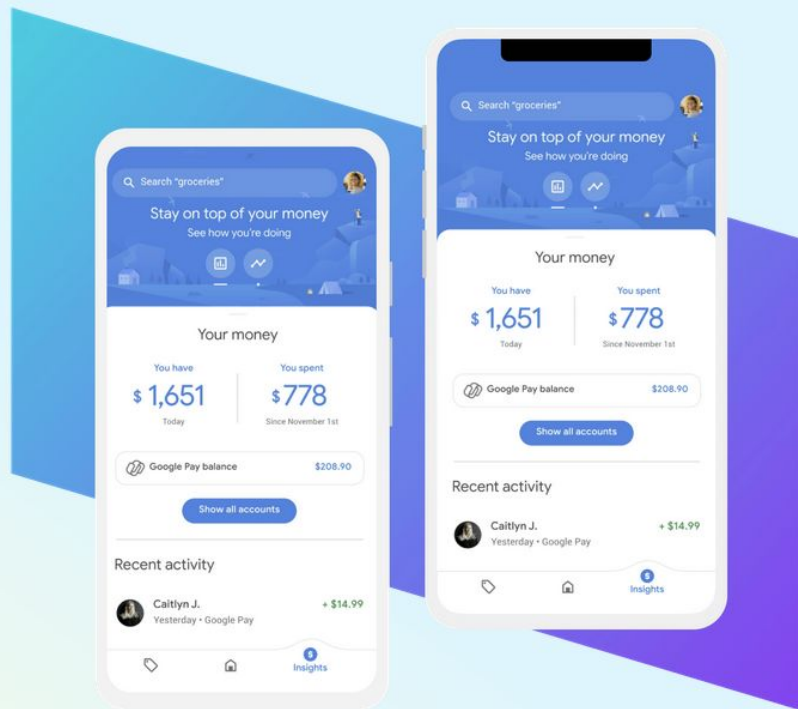 Search "groceries"
Stay on top of your money
See how you're doing
Your money
You have
You spent
$ 1,651
$778
Today
Since November 1st
Google Pay balance
$208.90
Show all accounts
Recent activity
Caitlyn J.
+ $14.99
Yesterday • Google Pay
$
Insights
Search "groceries"
Stay on top of your money
See how you're doing
Your money
You have
You spent
$ 1,651
$778
Today
Since November 1st
Google Pay balance
$208.90
Show all accounts
Recent activity
Caitlyn J.
+ $14.99
Yesterday • Google Pay
$
Insights